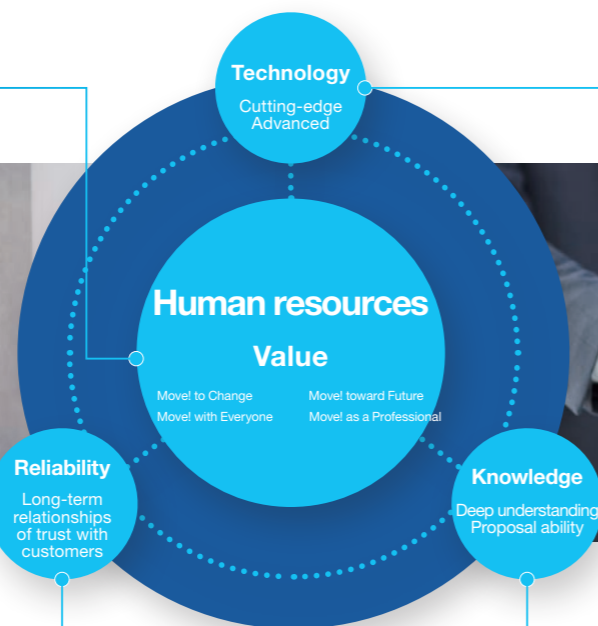 Technology
Cutting-edge
Advanced
Human resources
Value
Move! to Change
Move! toward Future
Move! with Everyone
Move! as a Professional
Reliability
Long-term
relationships
of trust with
customers
Knowledge
Deep understanding
Proposal ability